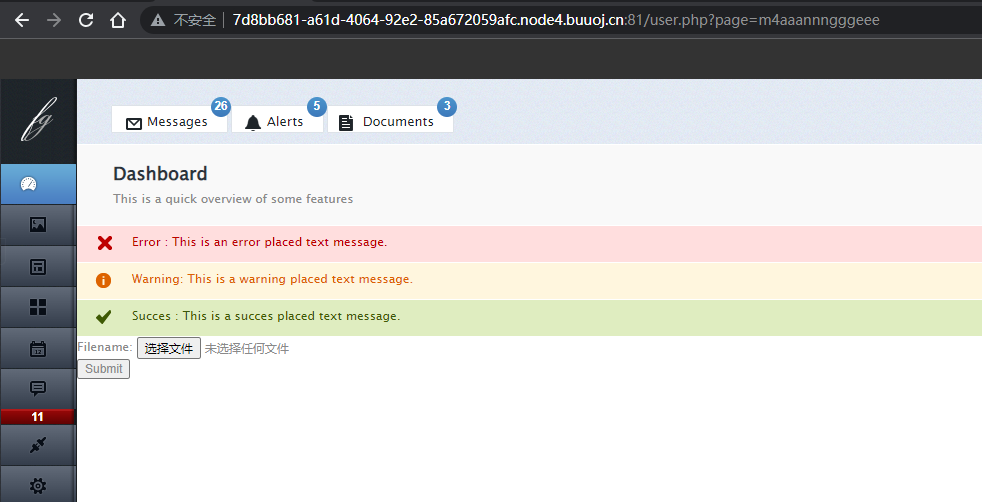 不安全 7d8bb681-a61d-4064-92e2-85a672059afc.node4.buuoj.cn:81/user.php?page=m4aaannngggeee
fg
Messages 26 Alerts 5 Documents 3
Dashboard
This is a quick overview of some features
Error : This is an error placed text message.
Warning: This is a warning placed text message.
Succes : This is a succes placed text message.
Filename: 选择文件 未选择任何文件
Submit
12
11